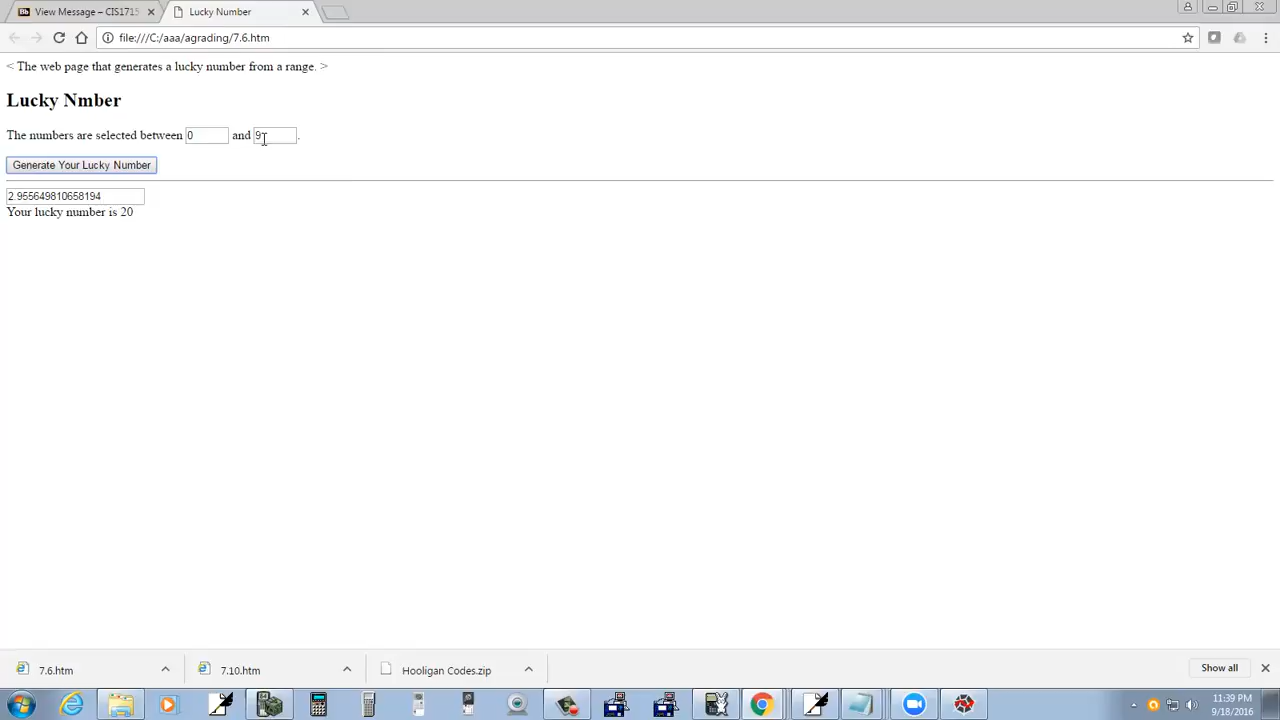 View Message – CIS1715
Lucky Number
file:///C:/aaa/agrading/7.6.htm
< The web page that generates a lucky number from a range. >
Lucky Nmber
The numbers are selected between 0 and 9 .
Generate Your Lucky Number
2.955649810658194
Your lucky number is 20
7.6.htm
7.10.htm
Hooligan Codes.zip
Show all
11:39 PM
9/18/2016